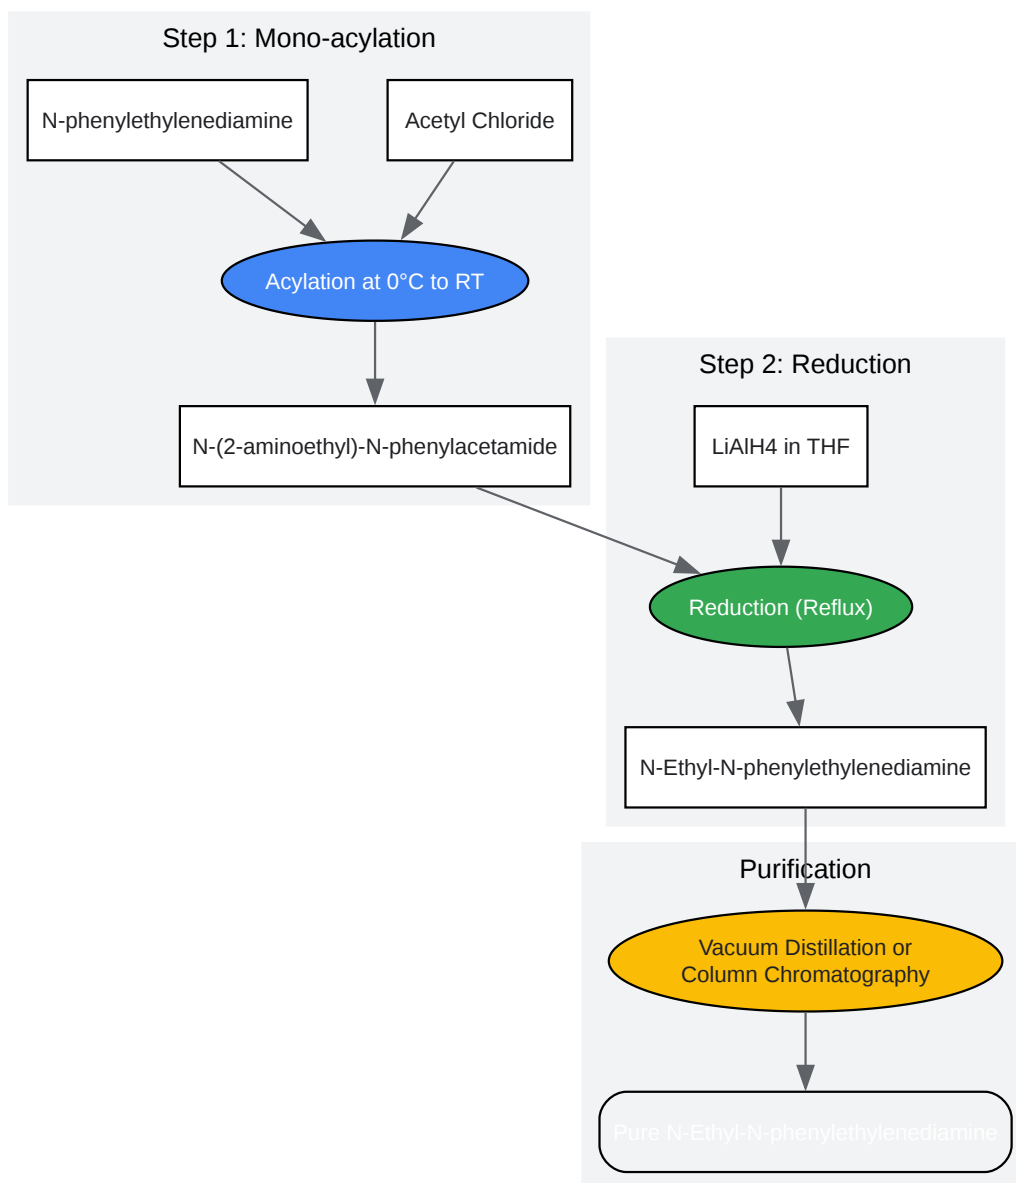 Step 1: Mono-acylation
N-phenylethylenediamine
Acetyl Chloride
Acylation at 0°C to RT
Step 2: Reduction
N-(2-aminoethyl)-N-phenylacetamide
LiAlH4 in THF
Reduction (Reflux)
N-Ethyl-N-phenylethylenediamine
Purification
Vacuum Distillation or
Column Chromatography
Pure N-Ethyl-N-phenylethylenediamine